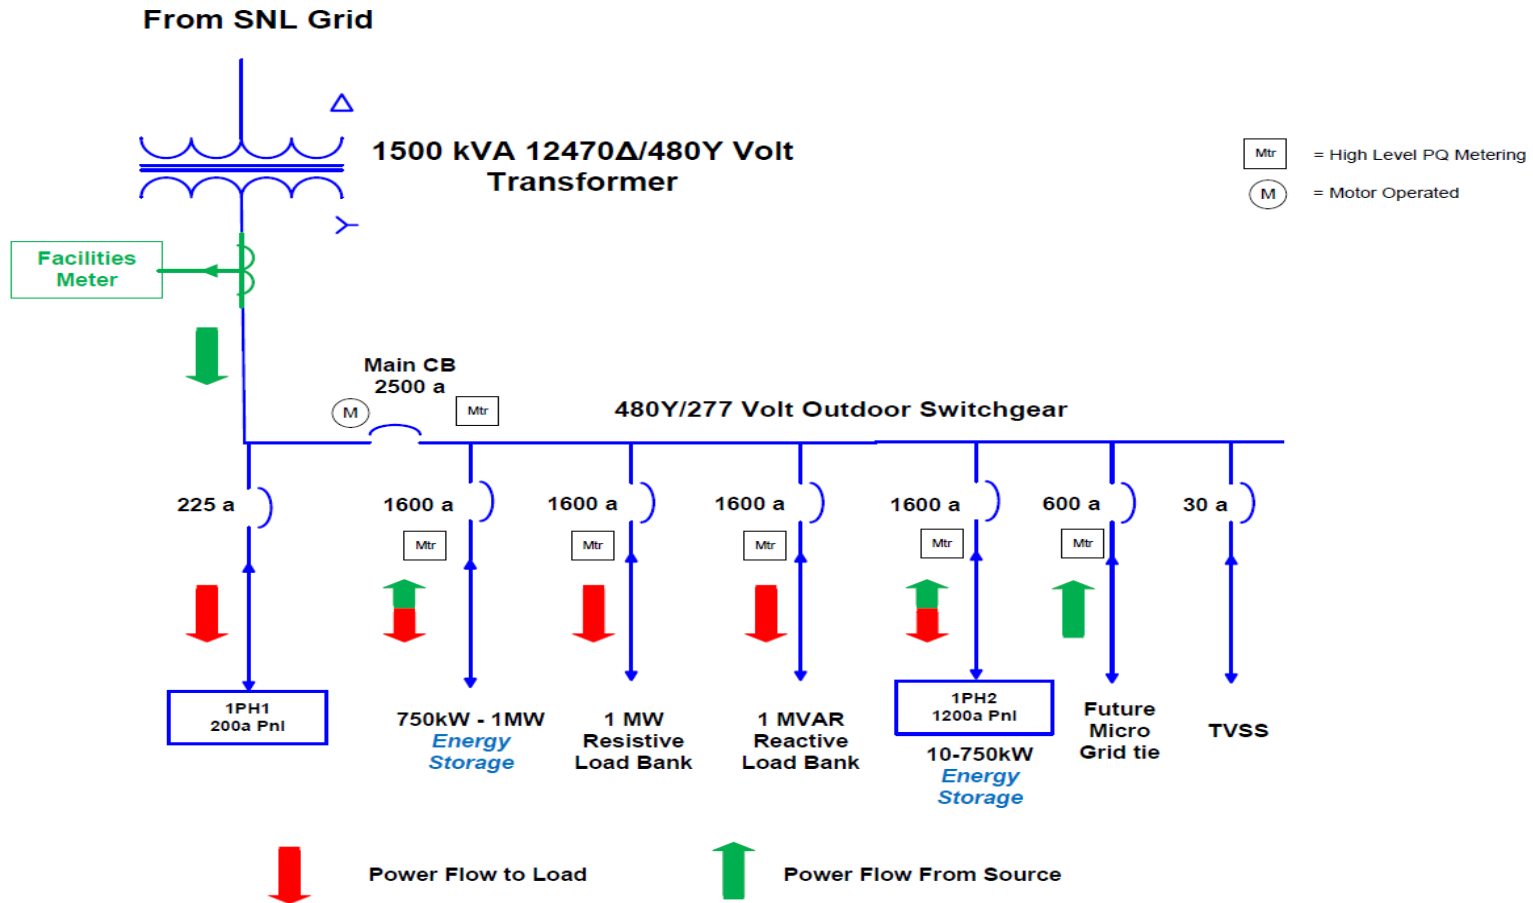 From SNL Grid
1500 kVA 12470Δ/480Y Volt
Transformer
Mtr = High Level PQ Metering
M = Motor Operated
Facilities
Meter
Main CB
2500 a
M
Mtr
480Y/277 Volt Outdoor Switchgear
225 a
1600 a
1600 a
1600 a
1600 a
600 a
30 a
Mtr
Mtr
Mtr
Mtr
Mtr
1PH1
200a Pnl
750kW - 1MW
Energy
Storage
1 MW
Resistive
Load Bank
1 MVAR
Reactive
Load Bank
1PH2
1200a Pnl
10-750kW
Energy
Storage
Future
Micro
Grid tie
TVSS
Power Flow to Load
Power Flow From Source